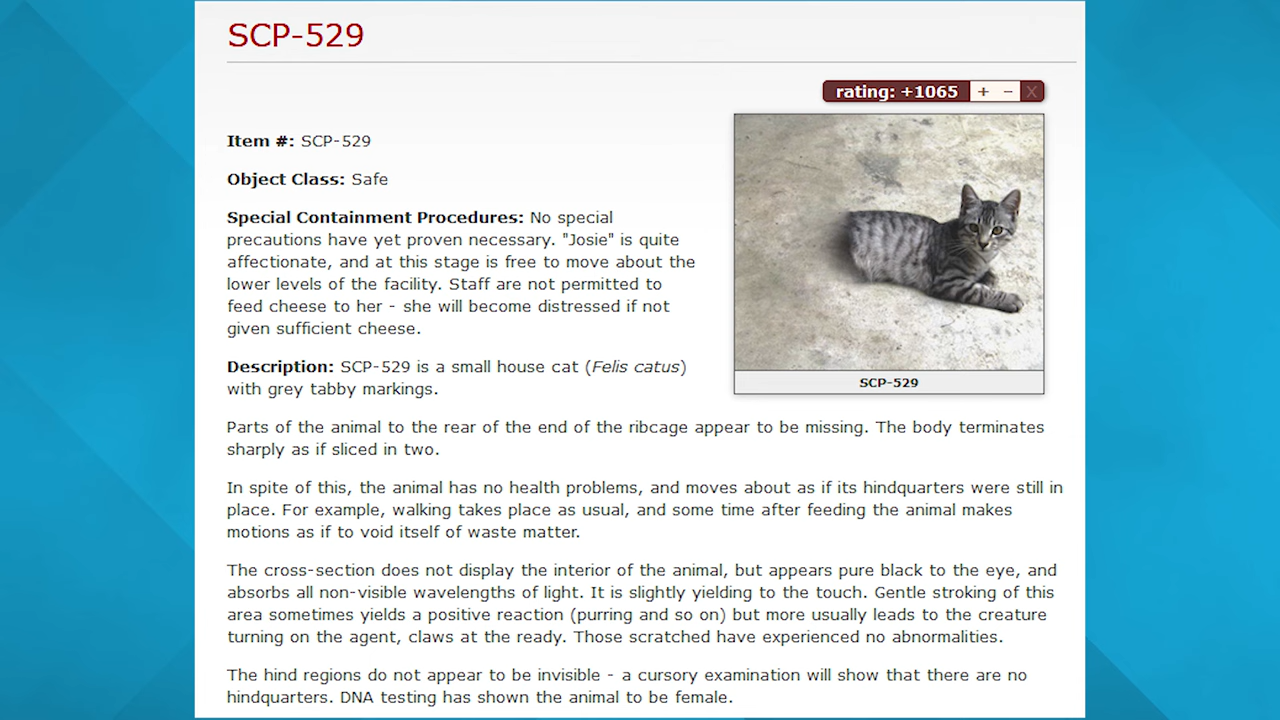 SCP-529
rating: +1065 + − X
Item #: SCP-529
Object Class: Safe
Special Containment Procedures: No special
precautions have yet proven necessary. "Josie" is quite
affectionate, and at this stage is free to move about the
lower levels of the facility. Staff are not permitted to
feed cheese to her - she will become distressed if not
given sufficient cheese.
SCP-529
Description: SCP-529 is a small house cat (Felis catus)
with grey tabby markings.
Parts of the animal to the rear of the end of the ribcage appear to be missing. The body terminates
sharply as if sliced in two.
In spite of this, the animal has no health problems, and moves about as if its hindquarters were still in
place. For example, walking takes place as usual, and some time after feeding the animal makes
motions as if to void itself of waste matter.
The cross-section does not display the interior of the animal, but appears pure black to the eye, and
absorbs all non-visible wavelengths of light. It is slightly yielding to the touch. Gentle stroking of this
area sometimes yields a positive reaction (purring and so on) but more usually leads to the creature
turning on the agent, claws at the ready. Those scratched have experienced no abnormalities.
The hind regions do not appear to be invisible - a cursory examination will show that there are no
hindquarters. DNA testing has shown the animal to be female.